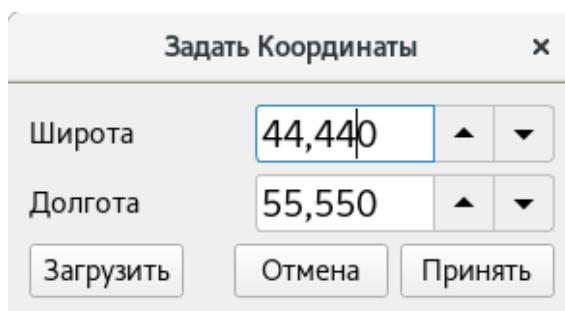 Задать Координаты
Широта 44,440
Долгота 55,550
Загрузить Отмена Принять